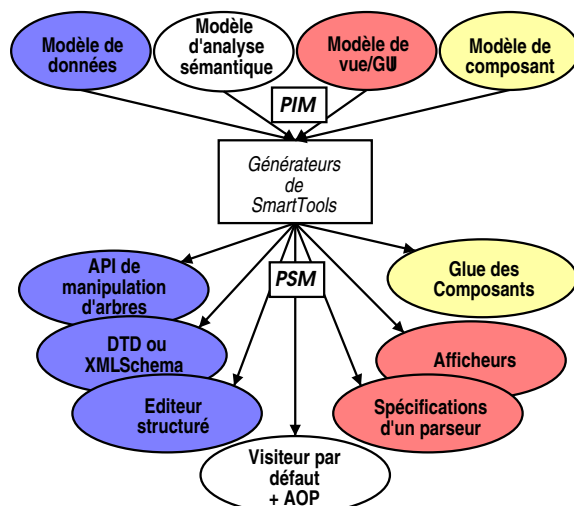 Modèle de
données
Modèle
d'analyse
sémantique
Modèle de
vue/GUI
Modèle de
composant
PIM
Générateurs
de
SmartTools
PSM
API de
manipulation
d'arbres
DTD ou
XMLSchema
Editeur
structuré
Visiteur par
défaut
+ AOP
Glue des
Composants
Afficheurs
Spécifications
d'un parseur